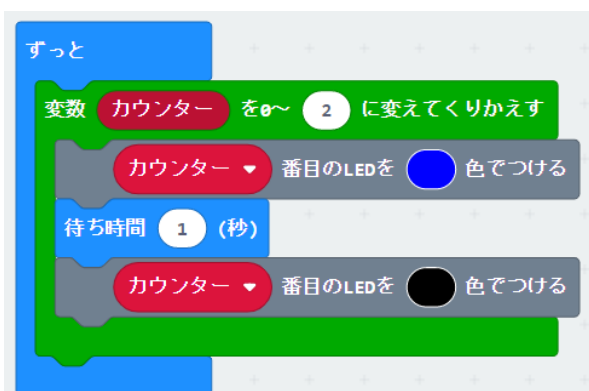 ずっと
変数 カウンター を0～ 2 に変えてくりかえす
カウンター 番目のLEDを 色でつける
待ち時間 1 (秒)
カウンター 番目のLEDを 色でつける